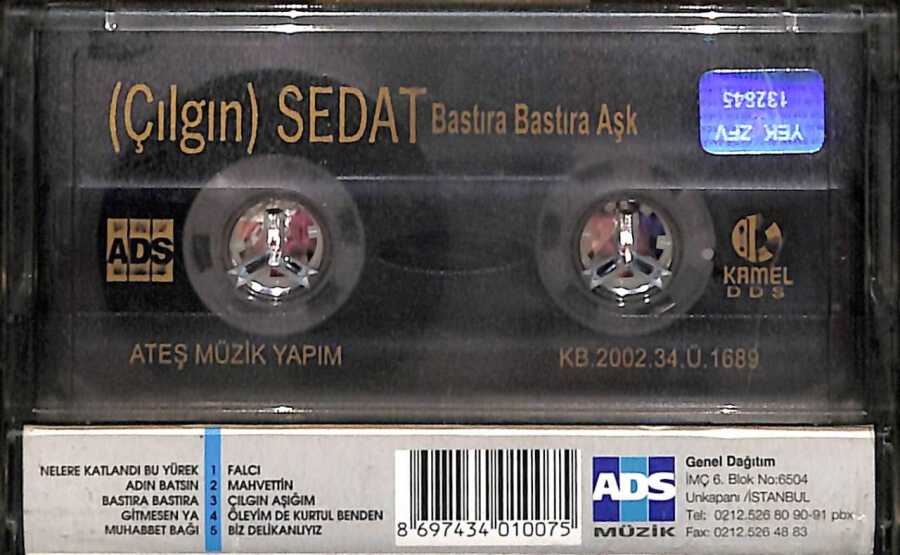 (Çılgın) SEDAT Bastıra Bastıra Aşk
132845
YEK ZFV
ADS
KAMEL
DDS
ATEŞ MÜZİK YAPIM
KB.2002.34.Ü.1689
NELERE KATLANDI BU YÜREK 1 FALCI
ADIN BATSIN 2 MAHVETTİN
BASTIRA BASTIRA 3 ÇILGIN AŞIĞIM
GİTMESEN YA 4 ÖLEYİM DE KURTUL BENDEN
MUHABBET BAĞI 5 BİZ DELİKANLIYIZ
8 697434 010075
ADS
MÜZİK
Genel Dağıtım
İMÇ 6. Blok No:6504
Unkapanı /İSTANBUL
Tel: 0212.526 80 90-91 pbx
Fax: 0212.526 48 83